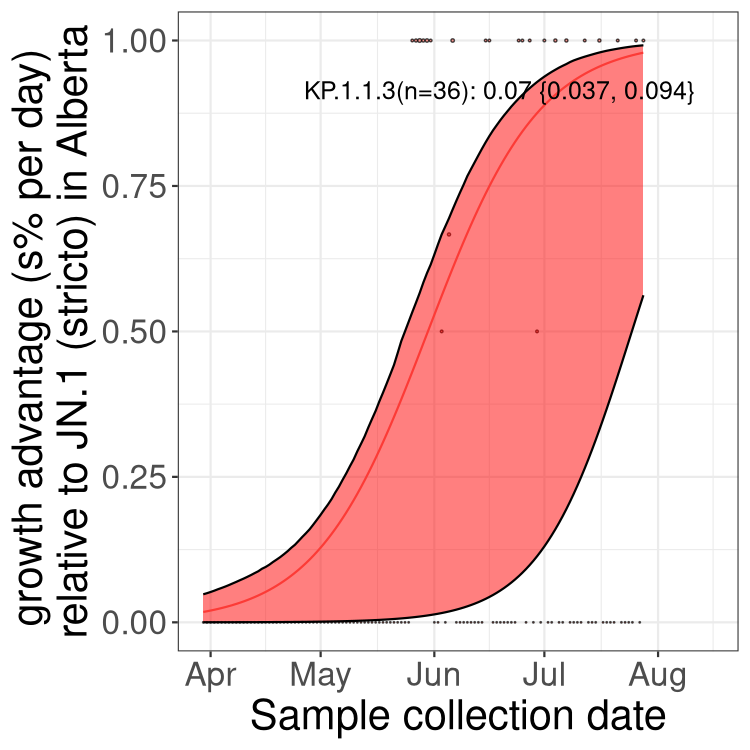 growth advantage (s% per day)
relative to JN.1 (stricto) in Alberta
1.00
0.75
0.50
0.25
0.00
KP.1.1.3(n=36): 0.07 {0.037, 0.094}
Apr May Jun Jul Aug
Sample collection date